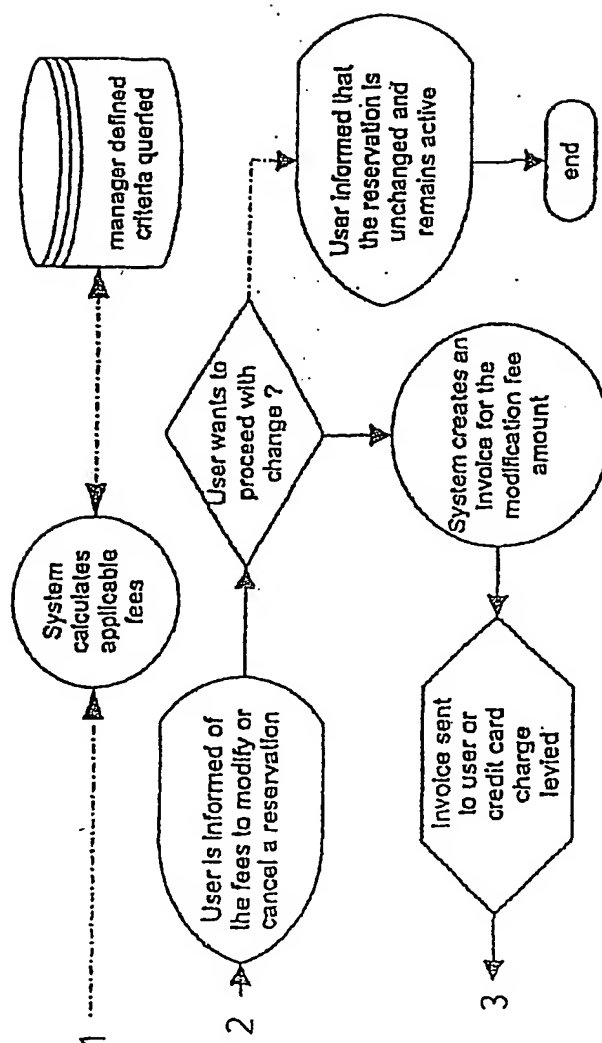 1
System
calculates
applicable
fees
manager defined
criteria queried
2
User is informed of
the fees to modify or
cancel a reservation
User wants to
proceed with
change ?
User informed that
the reservation is
unchanged and
remains active
end
System creates an
invoice for the
modification fee
amount
Invoice sent
to user or
credit card
charge
levied
3